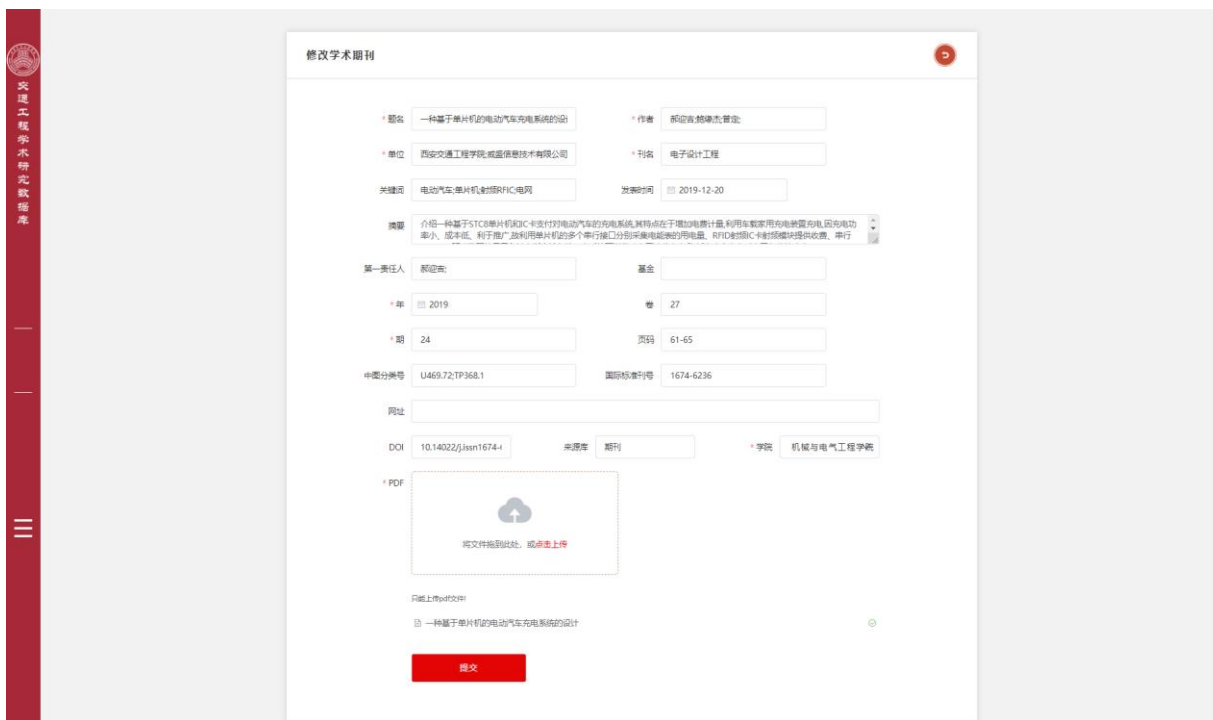 交通工程学术研究数据库
修改学术期刊
* 题名 一种基于单片机的电动汽车充电系统的设 * 作者
* 单位 西安交通工程学院;威盛信息技术有限公司 * 刊名 电子设计工程
关键词 电动汽车;单片机;射频RFIC;电网 发表时间 2019-12-20
摘要 介绍一种基于STC8单片机和IC卡支付对电动汽车的充电系统,其特点在于增加电费计量,利用车载家用充电装置充电,因充电功
率小、成本低、利于推广,故利用单片机的多个串行接口分别采集电能表的用电量、RFID射频IC卡射频模块提供收费、串行
第一责任人 郝迎吉; 基金
* 年 2019 卷 27
* 期 24 页码 61-65
中图分类号 U469.72;TP368.1 国际标准刊号 1674-6236
网址
DOI 10.14022/j.issn1674- 来源库 期刊 * 学院 机械与电气工程学院
* PDF
将文件拖到此处，或点击上传
只能上传pdf文件!
一种基于单片机的电动汽车充电系统的设计
提交